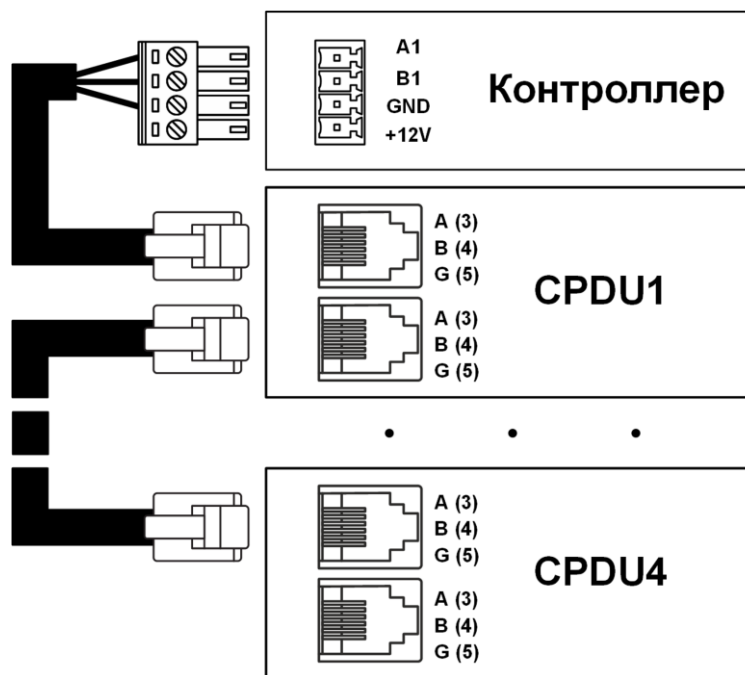 A1
B1
GND
+12V
Контроллер
A (3)
B (4)
G (5)
A (3)
B (4)
G (5)
CPDU1
A (3)
B (4)
G (5)
A (3)
B (4)
G (5)
CPDU4